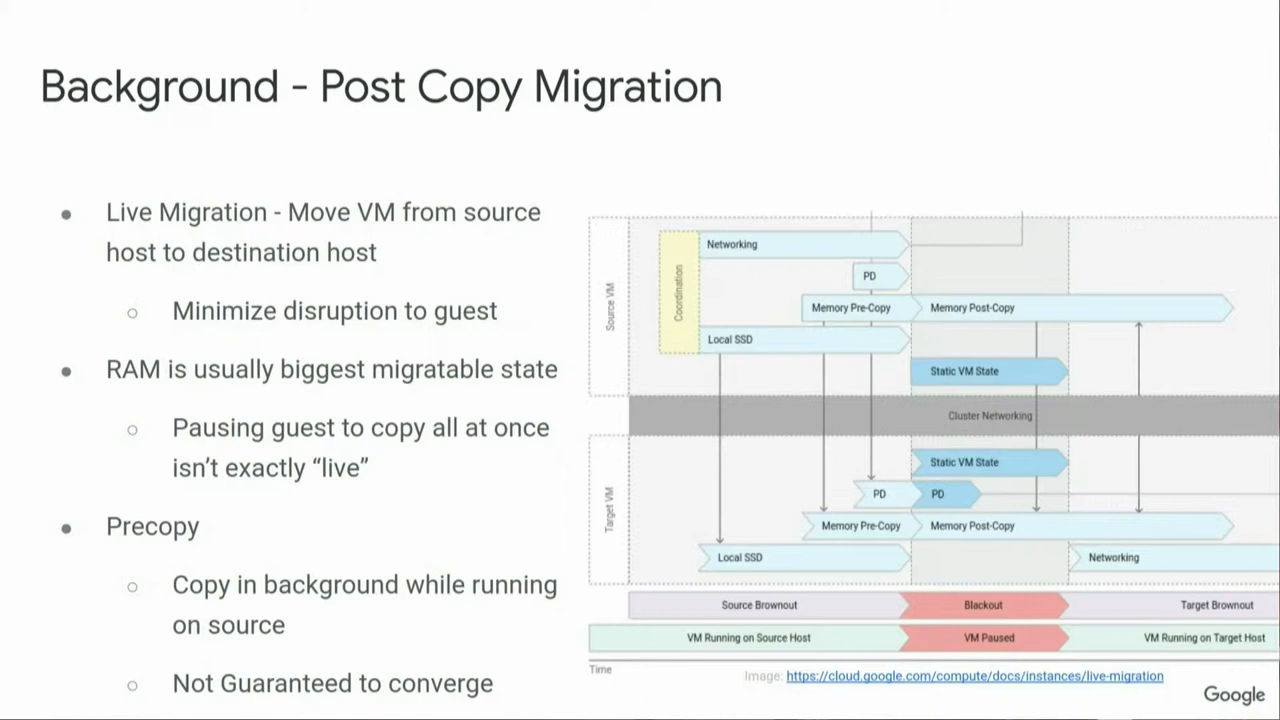 Background - Post Copy Migration
● Live Migration - Move VM from source
host to destination host
○ Minimize disruption to guest
● RAM is usually biggest migratable state
○ Pausing guest to copy all at once
isn’t exactly “live”
● Precopy
○ Copy in background while running
on source
○ Not Guaranteed to converge
Source VM
Coordination
Networking
PD
Memory Pre-Copy
Memory Post-Copy
Local SSD
Static VM State
Cluster Networking
Target VM
Static VM State
PD
PD
Memory Pre-Copy
Memory Post-Copy
Local SSD
Networking
Source Brownout
Blackout
Target Brownout
VM Running on Source Host
VM Paused
VM Running on Target Host
Time
Image: https://cloud.google.com/compute/docs/instances/live-migration
Google